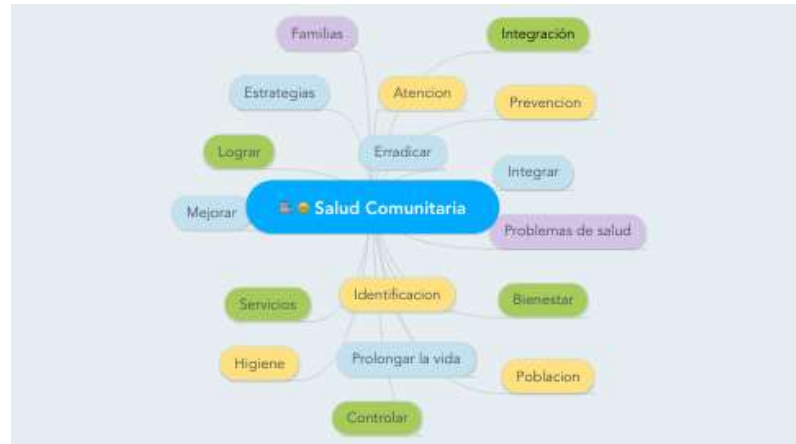 Familias
Integración
Estrategias
Atencion
Prevencion
Lograr
Erradicar
Integrar
Mejorar
Salud Comunitaria
Problemas de salud
Servicios
Identificacion
Bienestar
Higiene
Prolongar la vida
Poblacion
Controlar